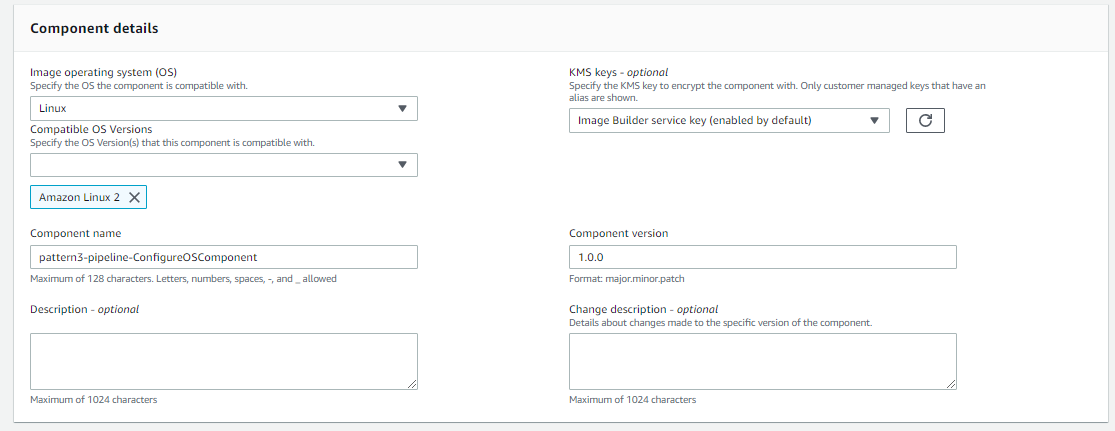 Component details
Image operating system (OS)
Specify the OS the component is compatible with.
Linux
Compatible OS Versions
Specify the OS Version(s) that this component is compatible with.
Amazon Linux 2
KMS keys - optional
Specify the KMS key to encrypt the component with. Only customer managed keys that have an
alias are shown.
Image Builder service key (enabled by default)
Component name
pattern3-pipeline-ConfigureOSComponent
Maximum of 128 characters. Letters, numbers, spaces, -, and _ allowed
Component version
1.0.0
Format: major.minor.patch
Description - optional
Maximum of 1024 characters
Change description - optional
Details about changes made to the specific version of the component.
Maximum of 1024 characters